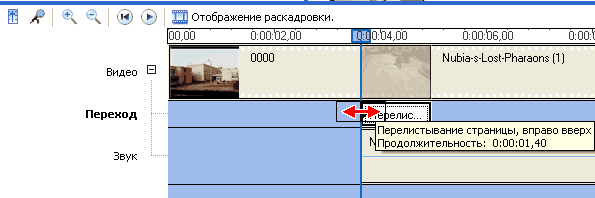 Отображение раскадровки.
00,00 0:00:02,00 0:00:04,00 0:00:06,00
Видео 0000 Nubia-s-Lost-Pharaons (1)
Переход Перелис...
Перелистывание страницы, вправо вверх
Продолжительность: 0:00:01,40
Звук